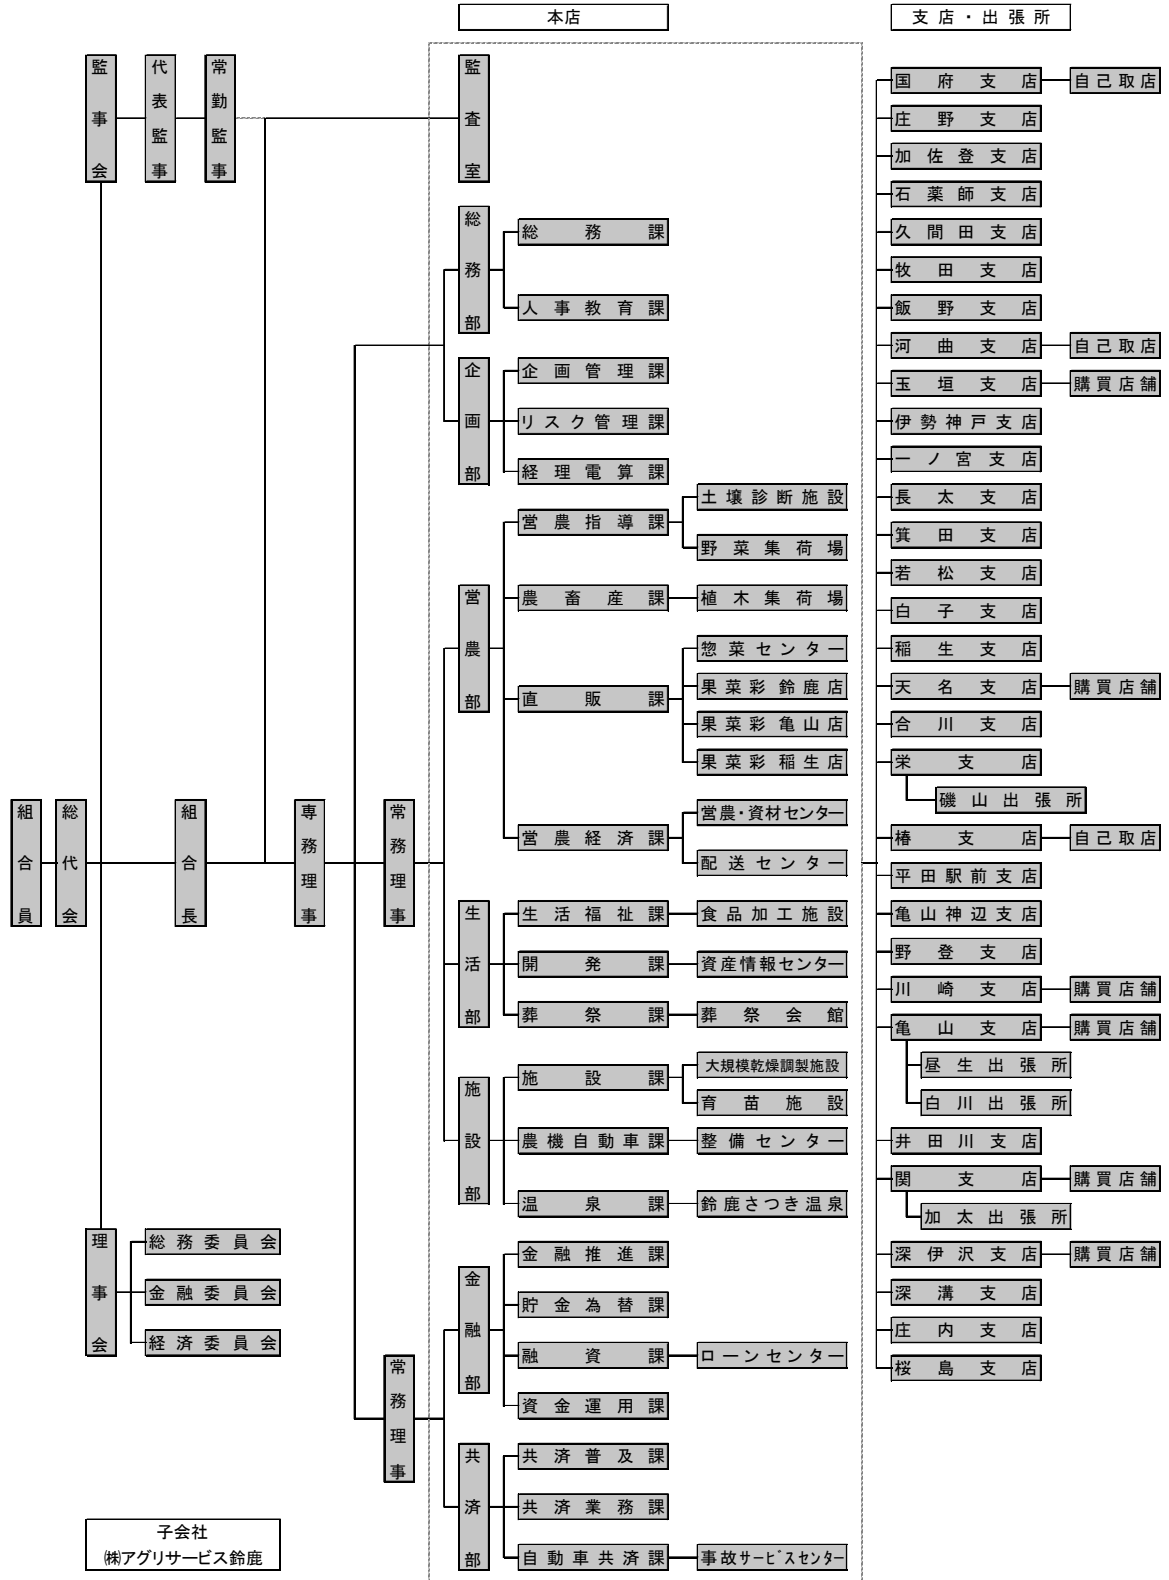 本店
支店・出張所
監事会
代表監事
常勤監事
監査室
総務部
総務課
人事教育課
企画部
企画管理課
リスク管理課
経理電算課
営農部
営農指導課
土壌診断施設
野菜集荷場
農畜産課
植木集荷場
直販課
惣菜センター
果菜彩鈴鹿店
果菜彩亀山店
果菜彩稲生店
営農経済課
営農・資材センター
配送センター
組合員
総代会
組合長
専務理事
常務理事
生活部
生活福祉課
食品加工施設
開発課
資産情報センター
葬祭課
葬祭会館
施設部
施設課
大規模乾燥調製施設
育苗施設
農機自動車課
整備センター
温泉課
鈴鹿さつき温泉
理事会
総務委員会
金融委員会
経済委員会
常務理事
金融部
金融推進課
貯金為替課
融資課
ローンセンター
資金運用課
共済部
共済普及課
共済業務課
自動車共済課
事故サービスセンター
子会社
㈱アグリサービス鈴鹿
国府支店
自己取店
庄野支店
加佐登支店
石薬師支店
久間田支店
牧田支店
飯野支店
河曲支店
自己取店
玉垣支店
購買店舗
伊勢神戸支店
一ノ宮支店
長太支店
箕田支店
若松支店
白子支店
稲生支店
天名支店
購買店舗
合川支店
栄支店
磯山出張所
椿支店
自己取店
平田駅前支店
亀山神辺支店
野登支店
川崎支店
購買店舗
亀山支店
購買店舗
昼生出張所
白川出張所
井田川支店
関支店
購買店舗
加太出張所
深伊沢支店
購買店舗
深溝支店
庄内支店
桜島支店